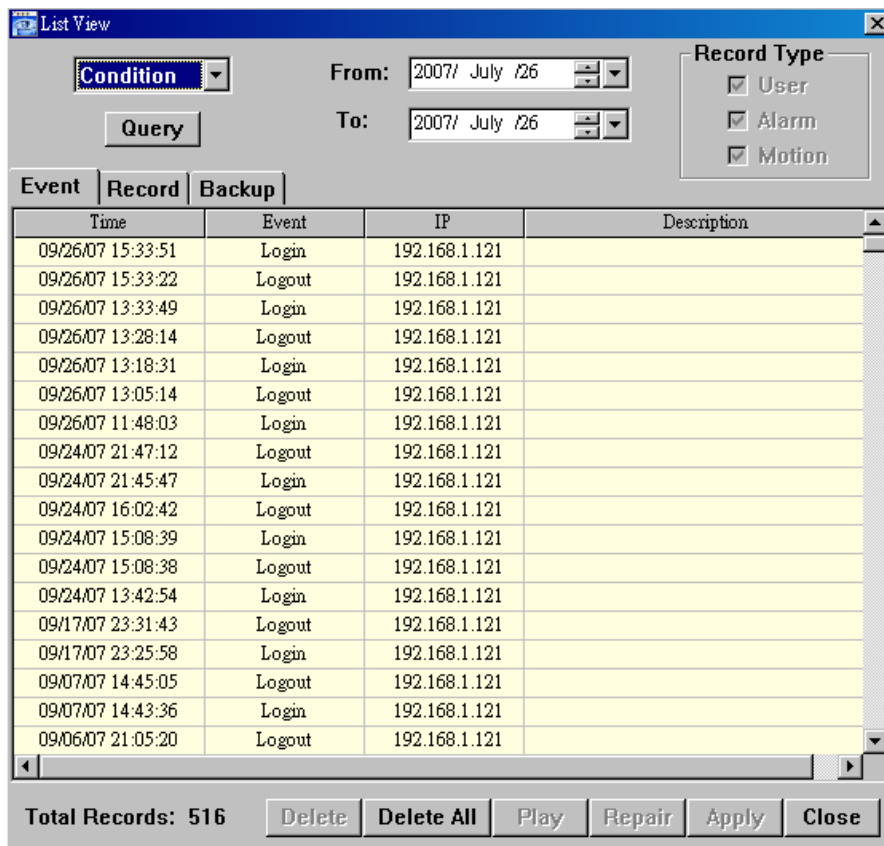 List View
Condition From: 2007/ July /26 Record Type
User
Query To: 2007/ July /26 Alarm
Motion
Event Record Backup
Time Event IP Description
09/26/07 15:33:51 Login 192.168.1.121
09/26/07 15:33:22 Logout 192.168.1.121
09/26/07 13:33:49 Login 192.168.1.121
09/26/07 13:28:14 Logout 192.168.1.121
09/26/07 13:18:31 Login 192.168.1.121
09/26/07 13:05:14 Logout 192.168.1.121
09/26/07 11:48:03 Login 192.168.1.121
09/24/07 21:47:12 Logout 192.168.1.121
09/24/07 21:45:47 Login 192.168.1.121
09/24/07 16:02:42 Logout 192.168.1.121
09/24/07 15:08:39 Login 192.168.1.121
09/24/07 15:08:38 Logout 192.168.1.121
09/24/07 13:42:54 Login 192.168.1.121
09/17/07 23:31:43 Logout 192.168.1.121
09/17/07 23:25:58 Login 192.168.1.121
09/07/07 14:45:05 Logout 192.168.1.121
09/07/07 14:43:36 Login 192.168.1.121
09/06/07 21:05:20 Logout 192.168.1.121
Total Records: 516 Delete Delete All Play Repair Apply Close